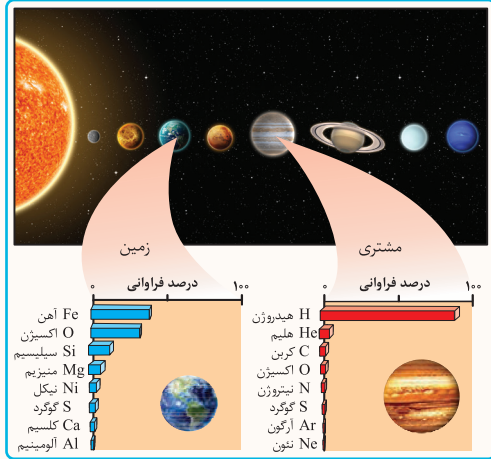 زمین
مشتری
درصد فراوانی
۰ ۱۰۰
Fe آهن
O اکسیژن
Si سیلیسیم
Mg منیزیم
Ni نیکل
S گوگرد
Ca کلسیم
Al آلومینیم
درصد فراوانی
۰ ۱۰۰
H هیدروژن
He هلیم
C کربن
O اکسیژن
N نیتروژن
S گوگرد
Ar آرگون
Ne نئون